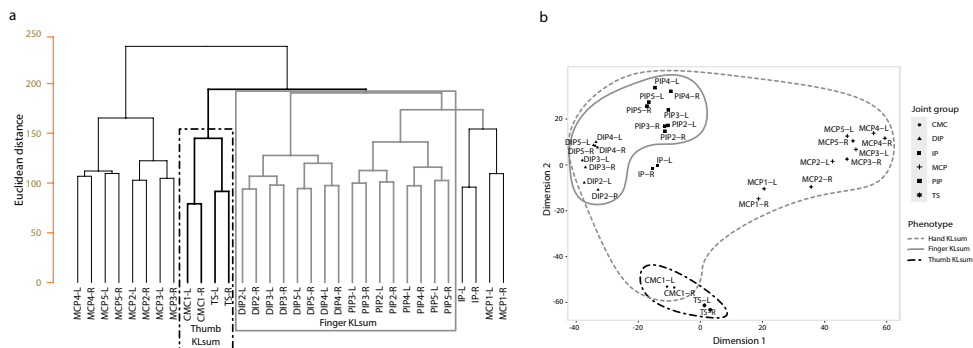 a
Euclidean distance
250
200
150
100
50
0
MCP4-L
MCP4-R
MCP5-L
MCP5-R
MCP2-L
MCP2-R
MCP3-L
MCP3-R
CMC1-L
CMC1-R
TS-L
TS-R
DIP2-L
DIP2-R
DIP3-L
DIP3-R
DIP5-L
DIP5-R
DIP4-L
DIP4-R
PIP3-L
PIP3-R
PIP2-L
PIP2-R
PIP4-L
PIP4-R
PIP5-L
PIP5-R
IP-L
IP-R
MCP1-L
MCP1-R
Thumb
KLsum
Finger KLsum
b
Dimension 2
20
0
-20
-40
-60
-40
-20
0
20
40
60
Dimension 1
PIP4-L
PIP5-L
PIP4-R
PIP5-R
PIP3-L
PIP3-R
PIP2-L
PIP2-R
DIP4-L
DIP5-L
DIP5-R
DIP4-R
DIP3-L
DIP3-R
DIP2-L
DIP2-R
IP-L
IP-R
MCP5-L
MCP4-L
MCP5-R
MCP4-R
MCP3-L
MCP2-L
MCP3-R
MCP1-L
MCP2-R
MCP1-R
CMC1-L
CMC1-R
TS-L
TS-R
Joint group
CMC
DIP
IP
MCP
PIP
TS
Phenotype
Hand KLsum
Finger KLsum
Thumb KLsum